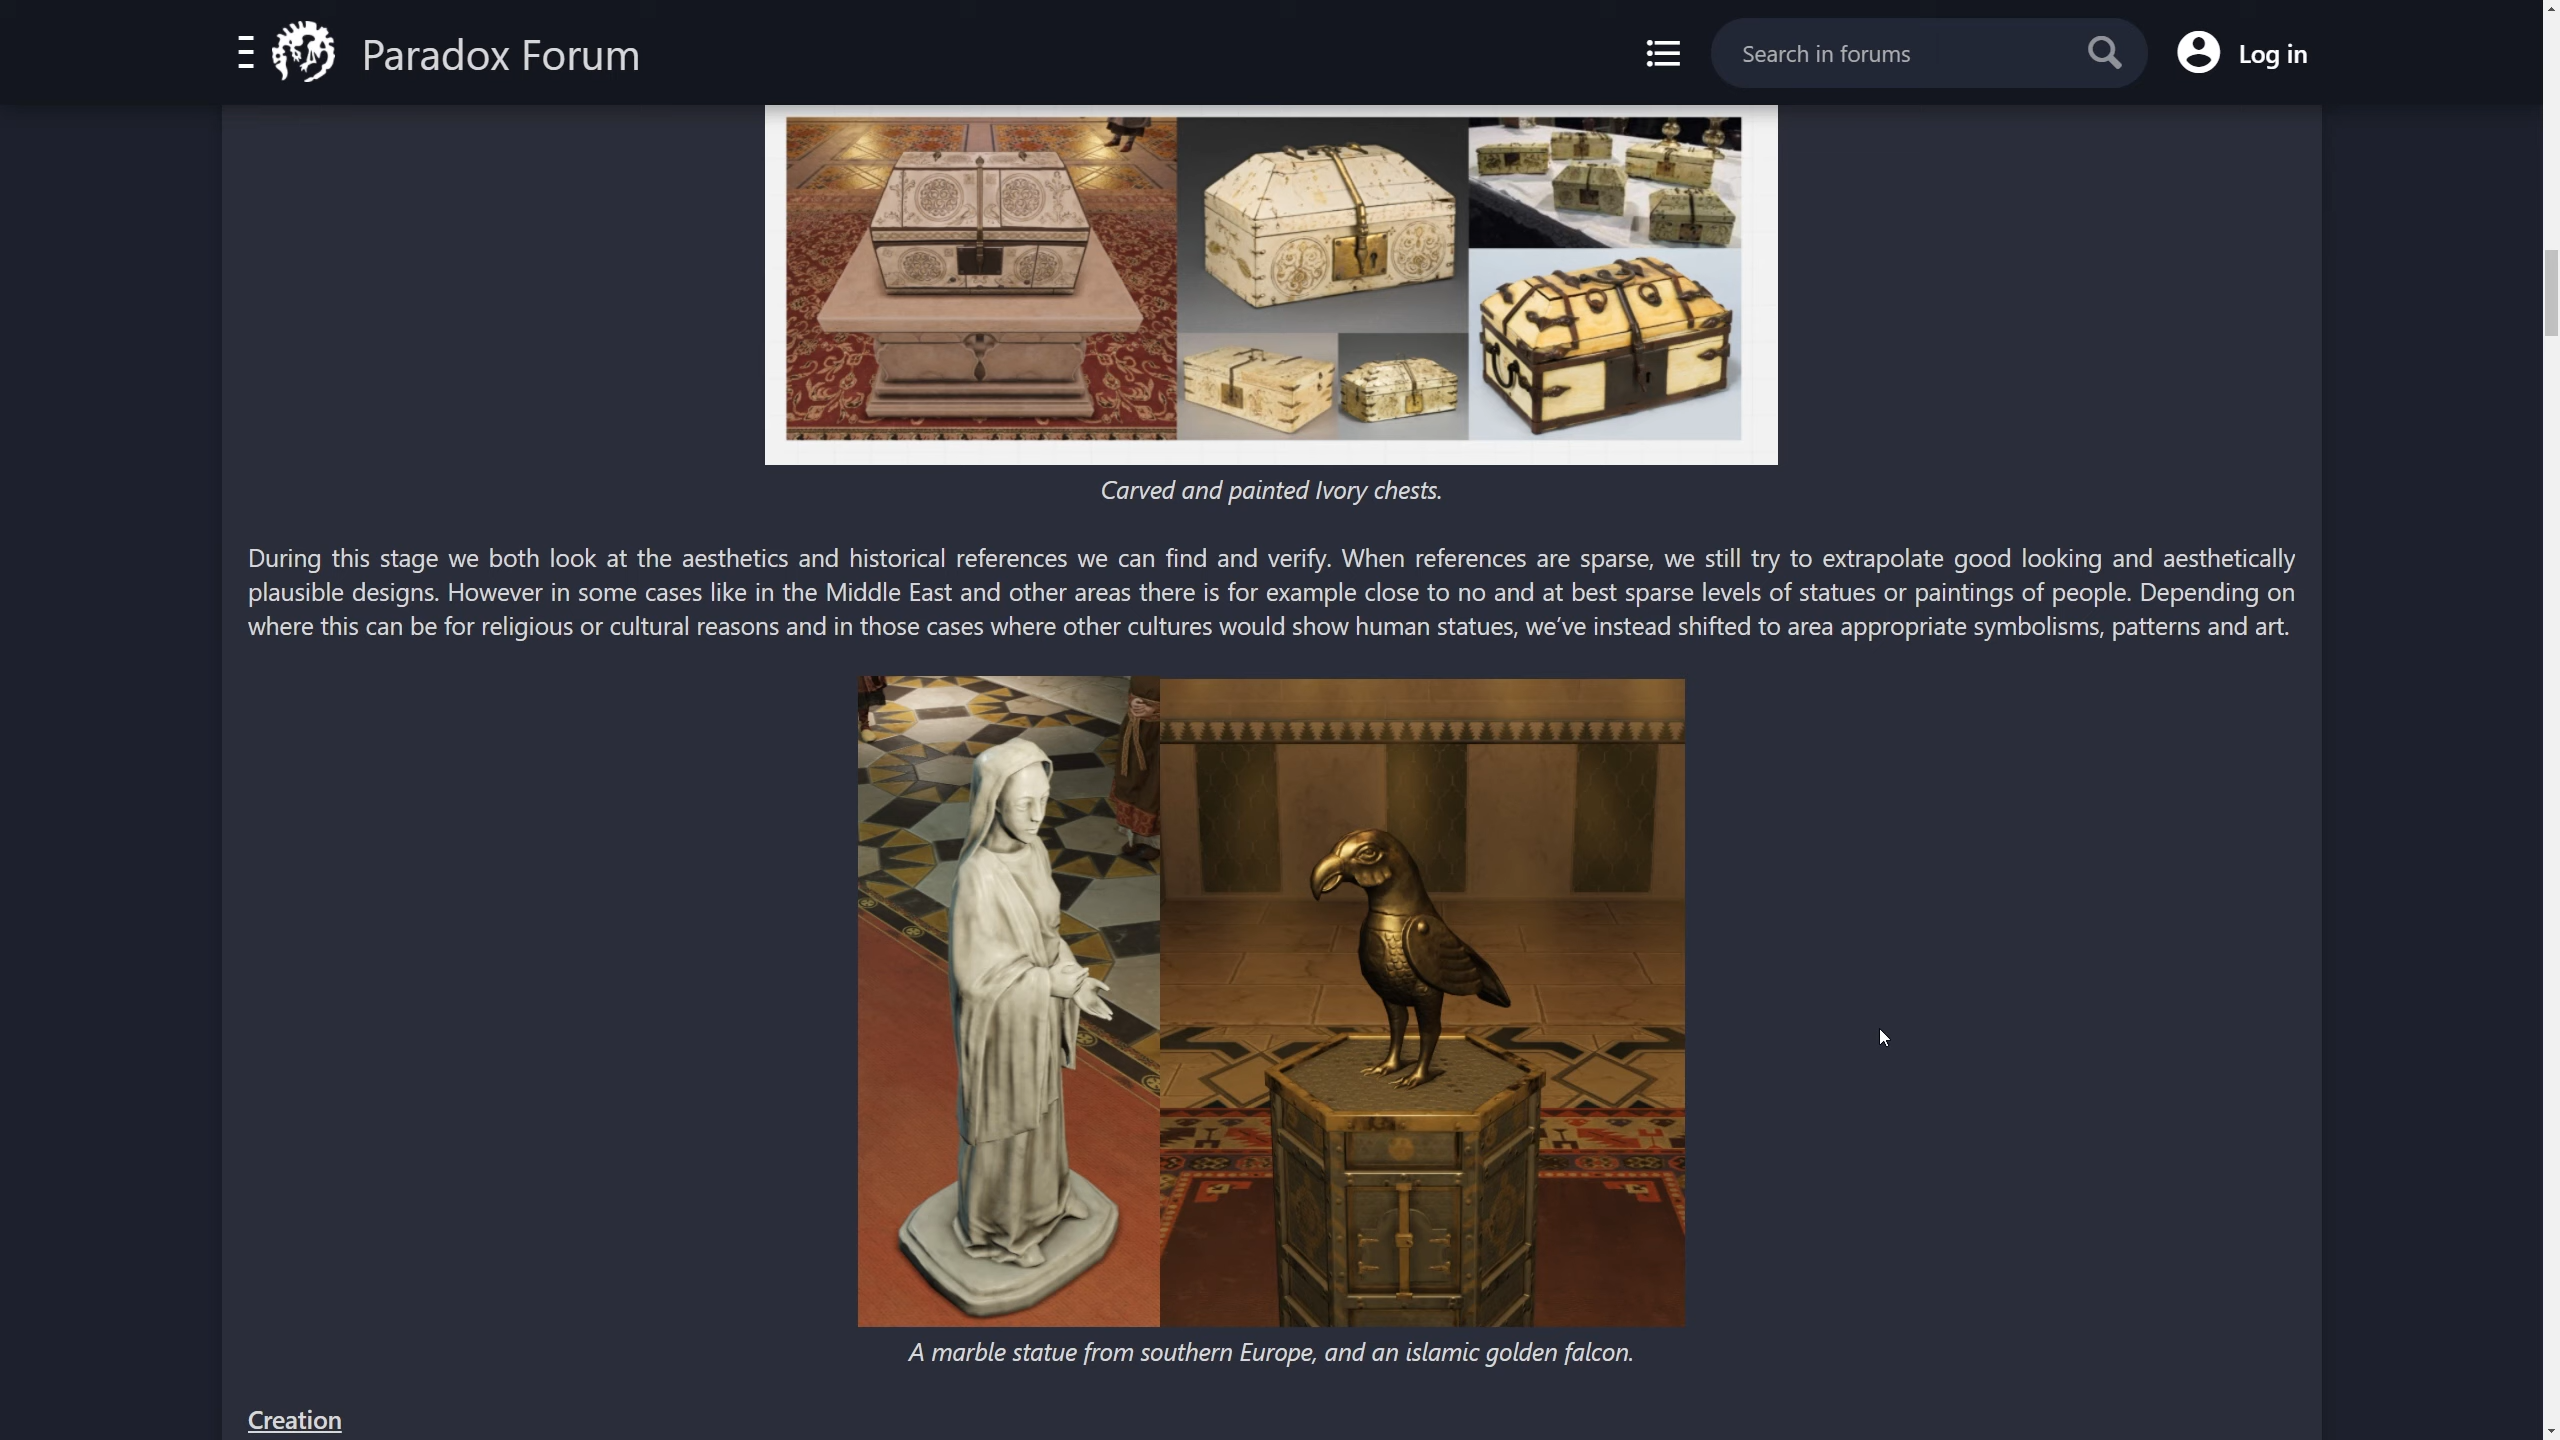 Paradox Forum
Search in forums
Log in
Carved and painted Ivory chests.
During this stage we both look at the aesthetics and historical references we can find and verify. When references are sparse, we still try to extrapolate good looking and aesthetically
plausible designs. However in some cases like in the Middle East and other areas there is for example close to no and at best sparse levels of statues or paintings of people. Depending on
where this can be for religious or cultural reasons and in those cases where other cultures would show human statues, we’ve instead shifted to area appropriate symbolisms, patterns and art.
A marble statue from southern Europe, and an islamic golden falcon.
Creation